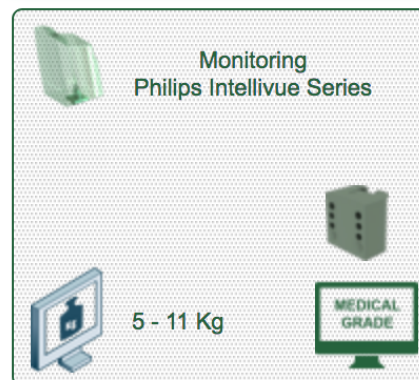 Monitoring
Philips Intellivue Series
5 - 11 Kg
MEDICAL
GRADE